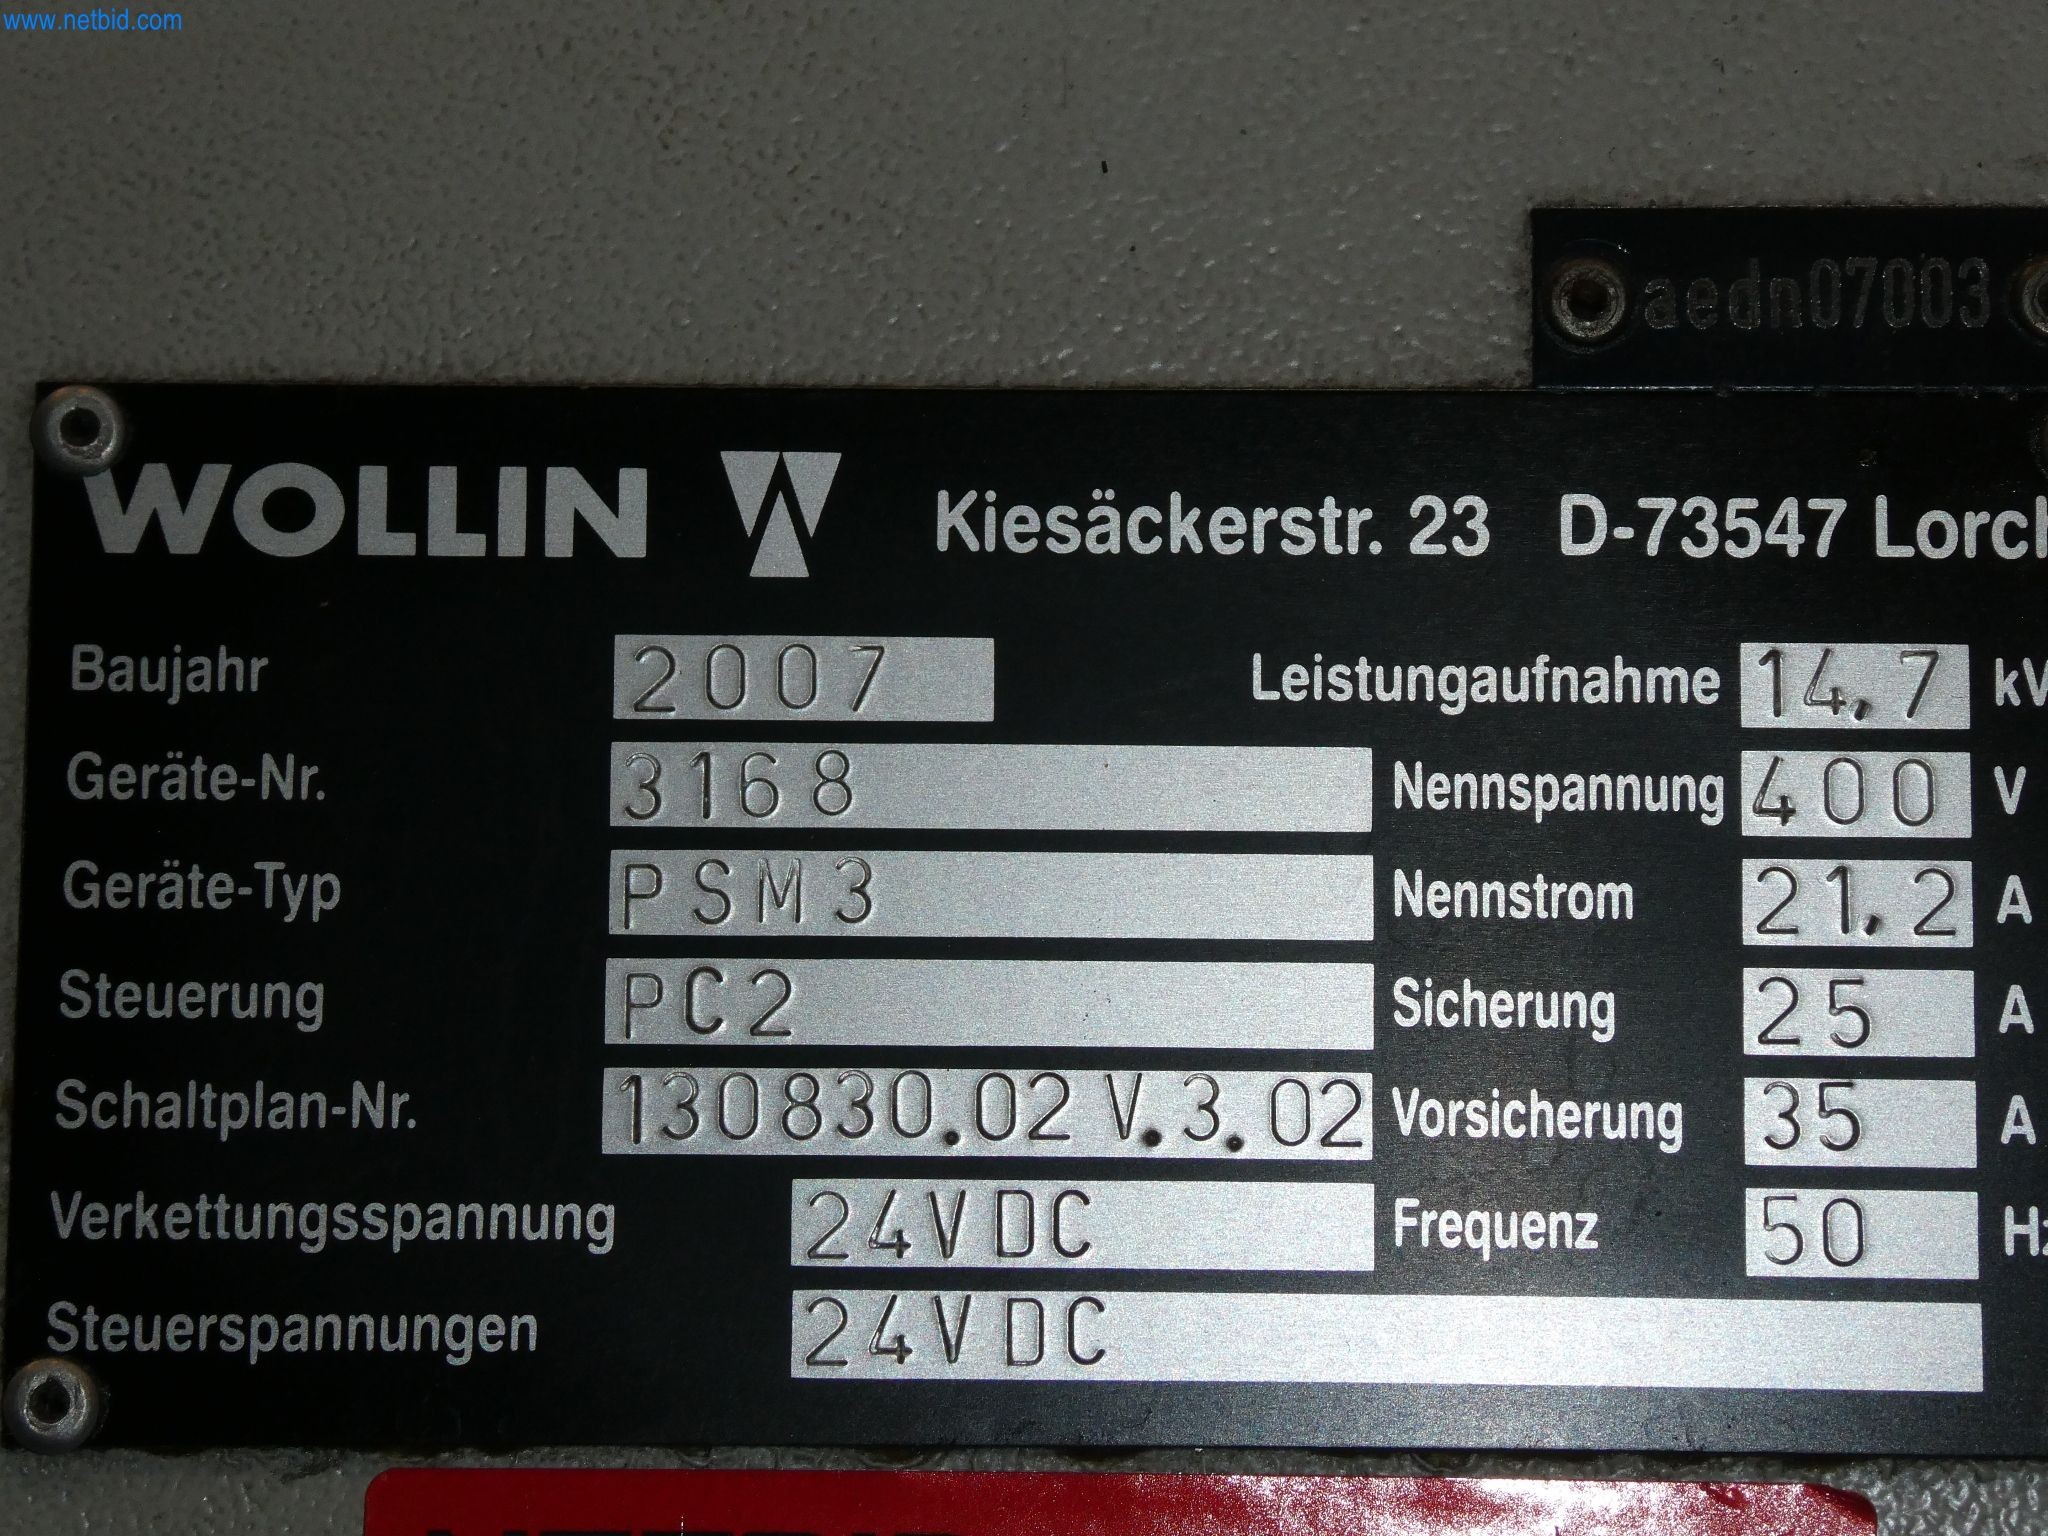 www.netbid.com
aedn07003
WOLLIN Kiesäckerstr. 23 D-73547 Lorch
Baujahr 2007 Leistungaufnahme 14,7
Geräte-Nr. 3168 Nennspannung 400 V
Geräte-Typ PSM3 Nennstrom 21,2 A
Steuerung PC2 Sicherung 25 A
Schaltplan-Nr. 130830.02 V.3.02 Vorsicherung 35 A
Verkettungsspannung 24VDC Frequenz 50 Hz
Steuerspannungen 24VDC